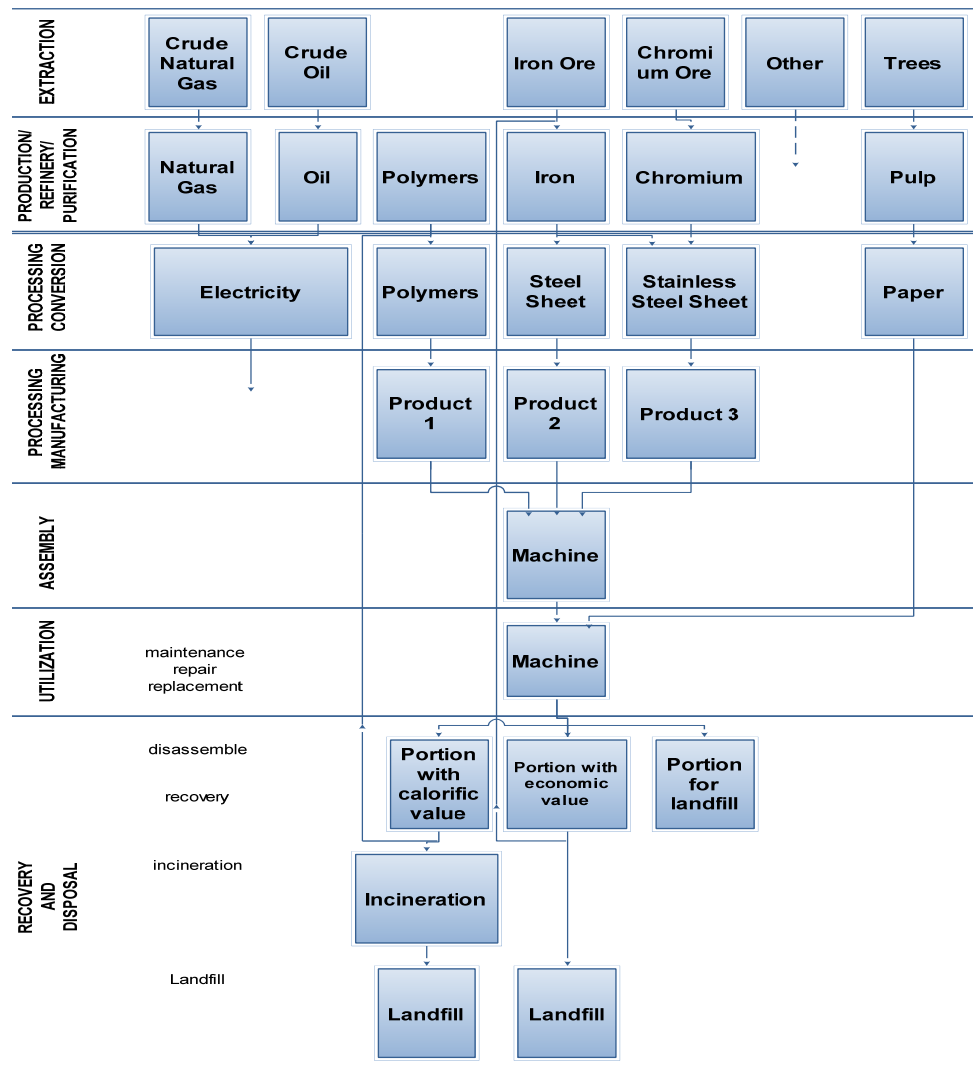 EXTRACTION
Crude
Natural
Gas
Crude
Oil
Iron Ore
Chromi
um Ore
Other
Trees
PRODUCTION/
REFINERY/
PURIFICATION
Natural
Gas
Oil
Polymers
Iron
Chromium
Pulp
PROCESSING
CONVERSION
Electricity
Polymers
Steel
Sheet
Stainless
Steel Sheet
Paper
PROCESSING
MANUFACTURING
Product
1
Product
2
Product 3
ASSEMBLY
Machine
UTILIZATION
maintenance
repair
replacement
Machine
RECOVERY
AND
DISPOSAL
disassemble
recovery
Portion
with
calorific
value
Portion with
economic
value
Portion
for
landfill
incineration
Incineration
Landfill
Landfill
Landfill